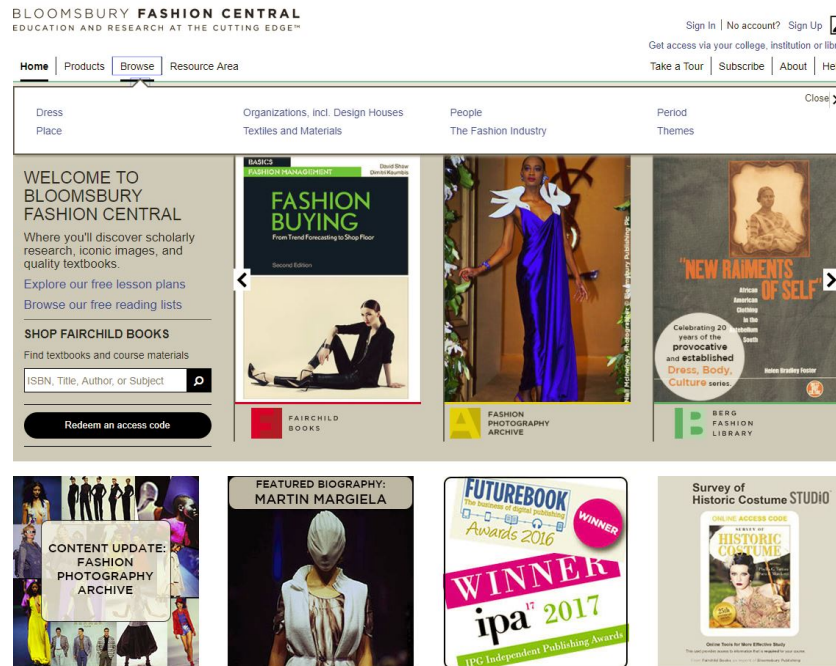 BLOOMSBURY FASHION CENTRAL
EDUCATION AND RESEARCH AT THE CUTTING EDGE™
Sign In | No account? Sign Up
Get access via your college, institution or
Home | Products | Browse | Resource Area
Take a Tour | Subscribe | About
Close
Dress
Organizations, incl. Design Houses
People
Period
Place
Textiles and Materials
The Fashion Industry
Themes
WELCOME TO
BLOOMSBURY
FASHION CENTRAL
Where you'll discover scholarly
research, iconic images, and
quality textbooks.
Explore our free lesson plans
Browse our free reading lists
SHOP FAIRCHILD BOOKS
Find textbooks and course materials
ISBN, Title, Author, or Subject
Redeem an access code
BASICS
FASHION MANAGEMENT
David Shaw
Dimitri Koumbis
FASHION
BUYING
From Trend Forecasting to Shop Floor
Second Edition
FAIRCHILD
BOOKS
A
FASHION
PHOTOGRAPHY
ARCHIVE
"NEW RAIMENTS
OF SELF"
African
American
Clothing
in the
Antebellum
South
Helen Bradley Foster
Celebrating 20
years of the
provocative
and established
Dress, Body,
Culture series.
B
BERG
FASHION
LIBRARY
CONTENT UPDATE:
FASHION
PHOTOGRAPHY
ARCHIVE
FEATURED BIOGRAPHY:
MARTIN MARGIELA
FUTUREBOOK
The business of digital publishing
Awards 2016
WINNER
WINNER
ipa 17 2017
IPG Independent Publishing Awards
Survey of
Historic Costume STUDIO
ONLINE ACCESS CODE
SURVEY OF
HISTORIC
COSTUME
Online Tools for More Effective Study